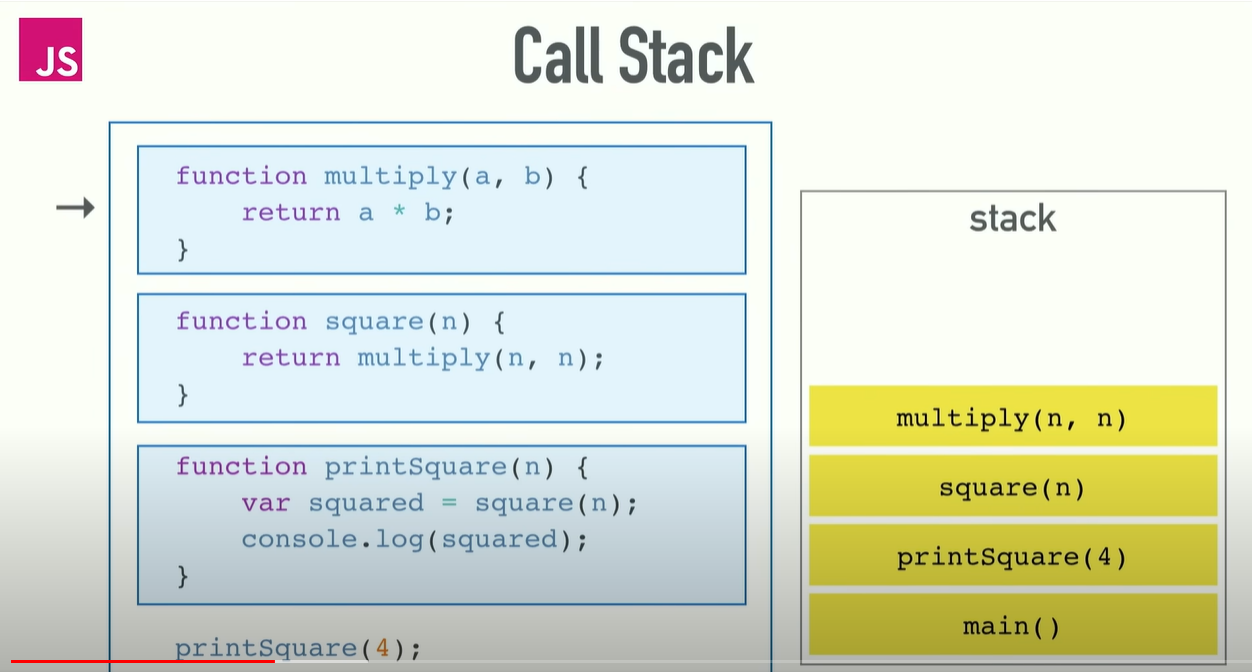 JS
Call Stack
function multiply(a, b) {
    return a * b;
}
function square(n) {
    return multiply(n, n);
}
function printSquare(n) {
    var squared = square(n);
    console.log(squared);
}
printSquare(4);
stack
multiply(n, n)
square(n)
printSquare(4)
main()